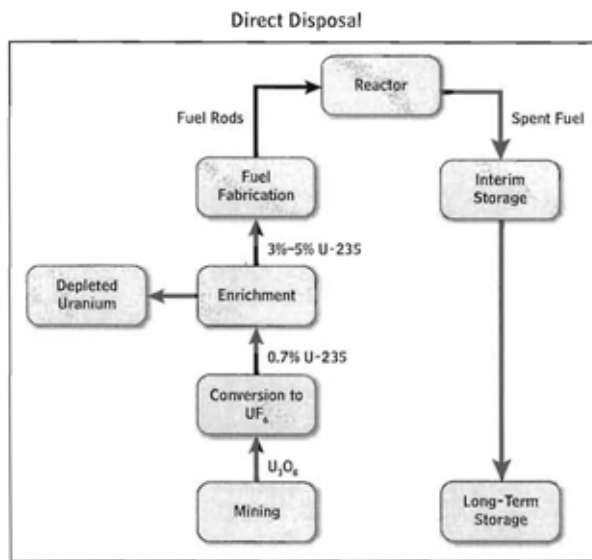 Direct Disposal
Reactor
Fuel Rods
Spent Fuel
Fuel
Fabrication
Interim
Storage
3%–5% U-235
Depleted
Uranium
Enrichment
0.7% U-235
Conversion to
UF₆
U₃O₈
Mining
Long-Term
Storage